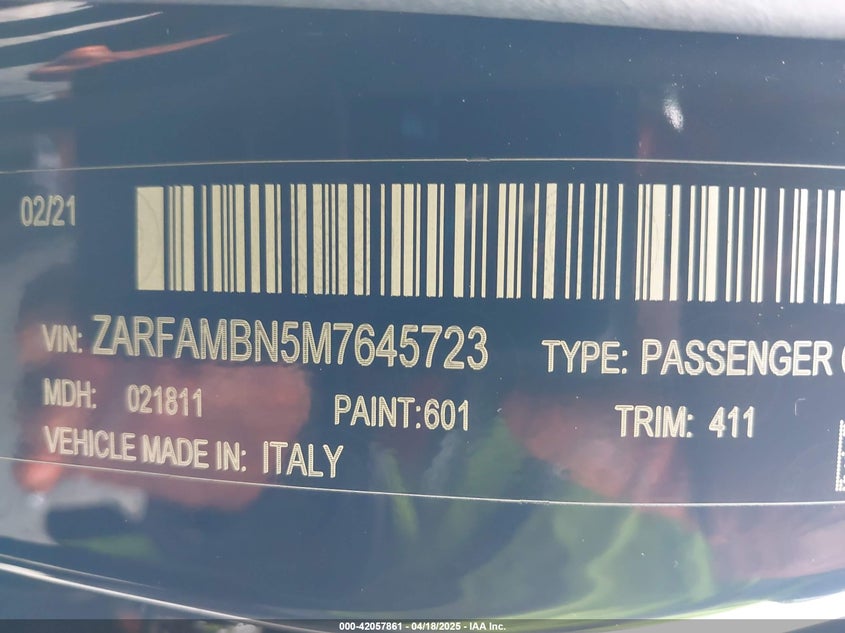 02/21
VIN: ZARFAMBN5M7645723
TYPE: PASSENGER
MDH: 021811
PAINT:601
TRIM: 411
VEHICLE MADE IN: ITALY
000-42057861 - 04/18/2025 - IAA Inc.